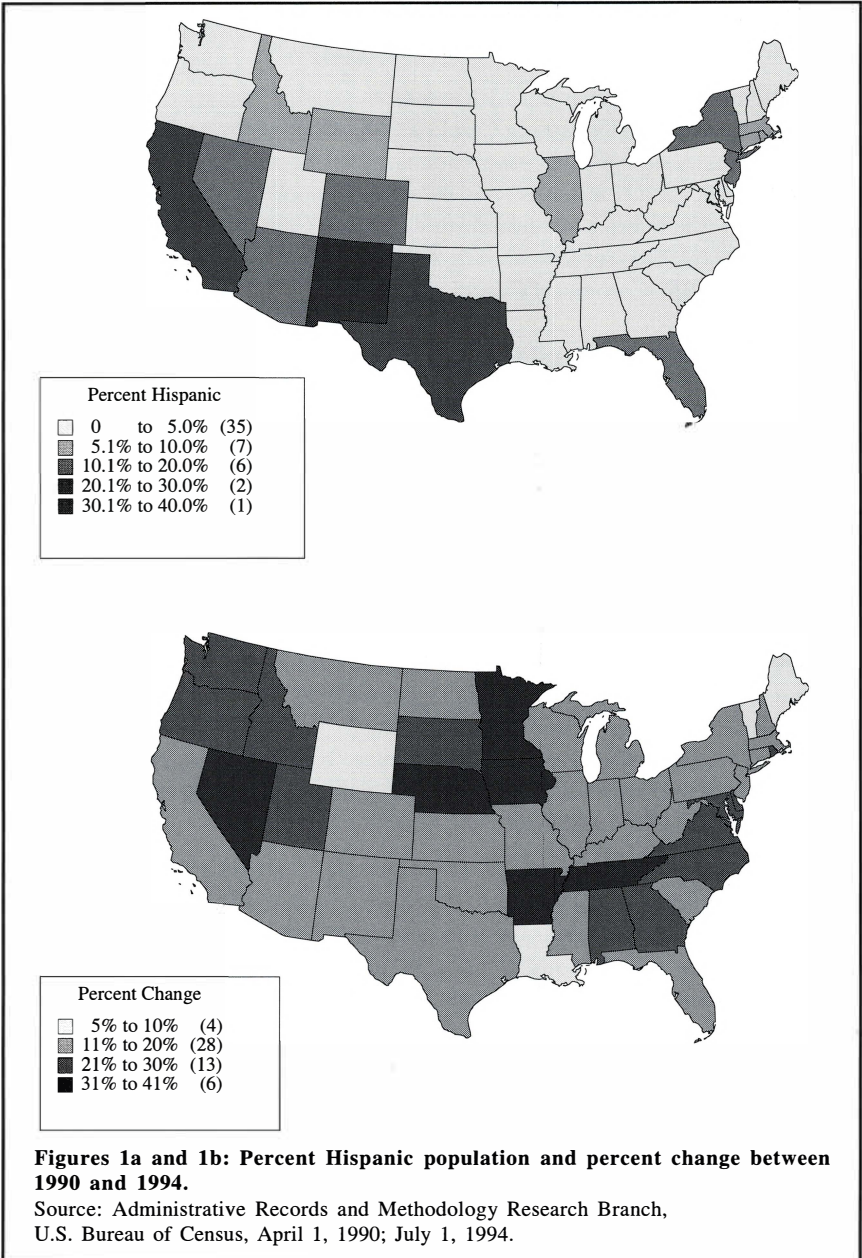 Percent Hispanic
0 to 5.0% (35)
5.1% to 10.0% (7)
10.1% to 20.0% (6)
20.1% to 30.0% (2)
30.1% to 40.0% (1)
Percent Change
5% to 10% (4)
11% to 20% (28)
21% to 30% (13)
31% to 41% (6)
Figures 1a and 1b: Percent Hispanic population and percent change between
1990 and 1994.
Source: Administrative Records and Methodology Research Branch,
U.S. Bureau of Census, April 1, 1990; July 1, 1994.